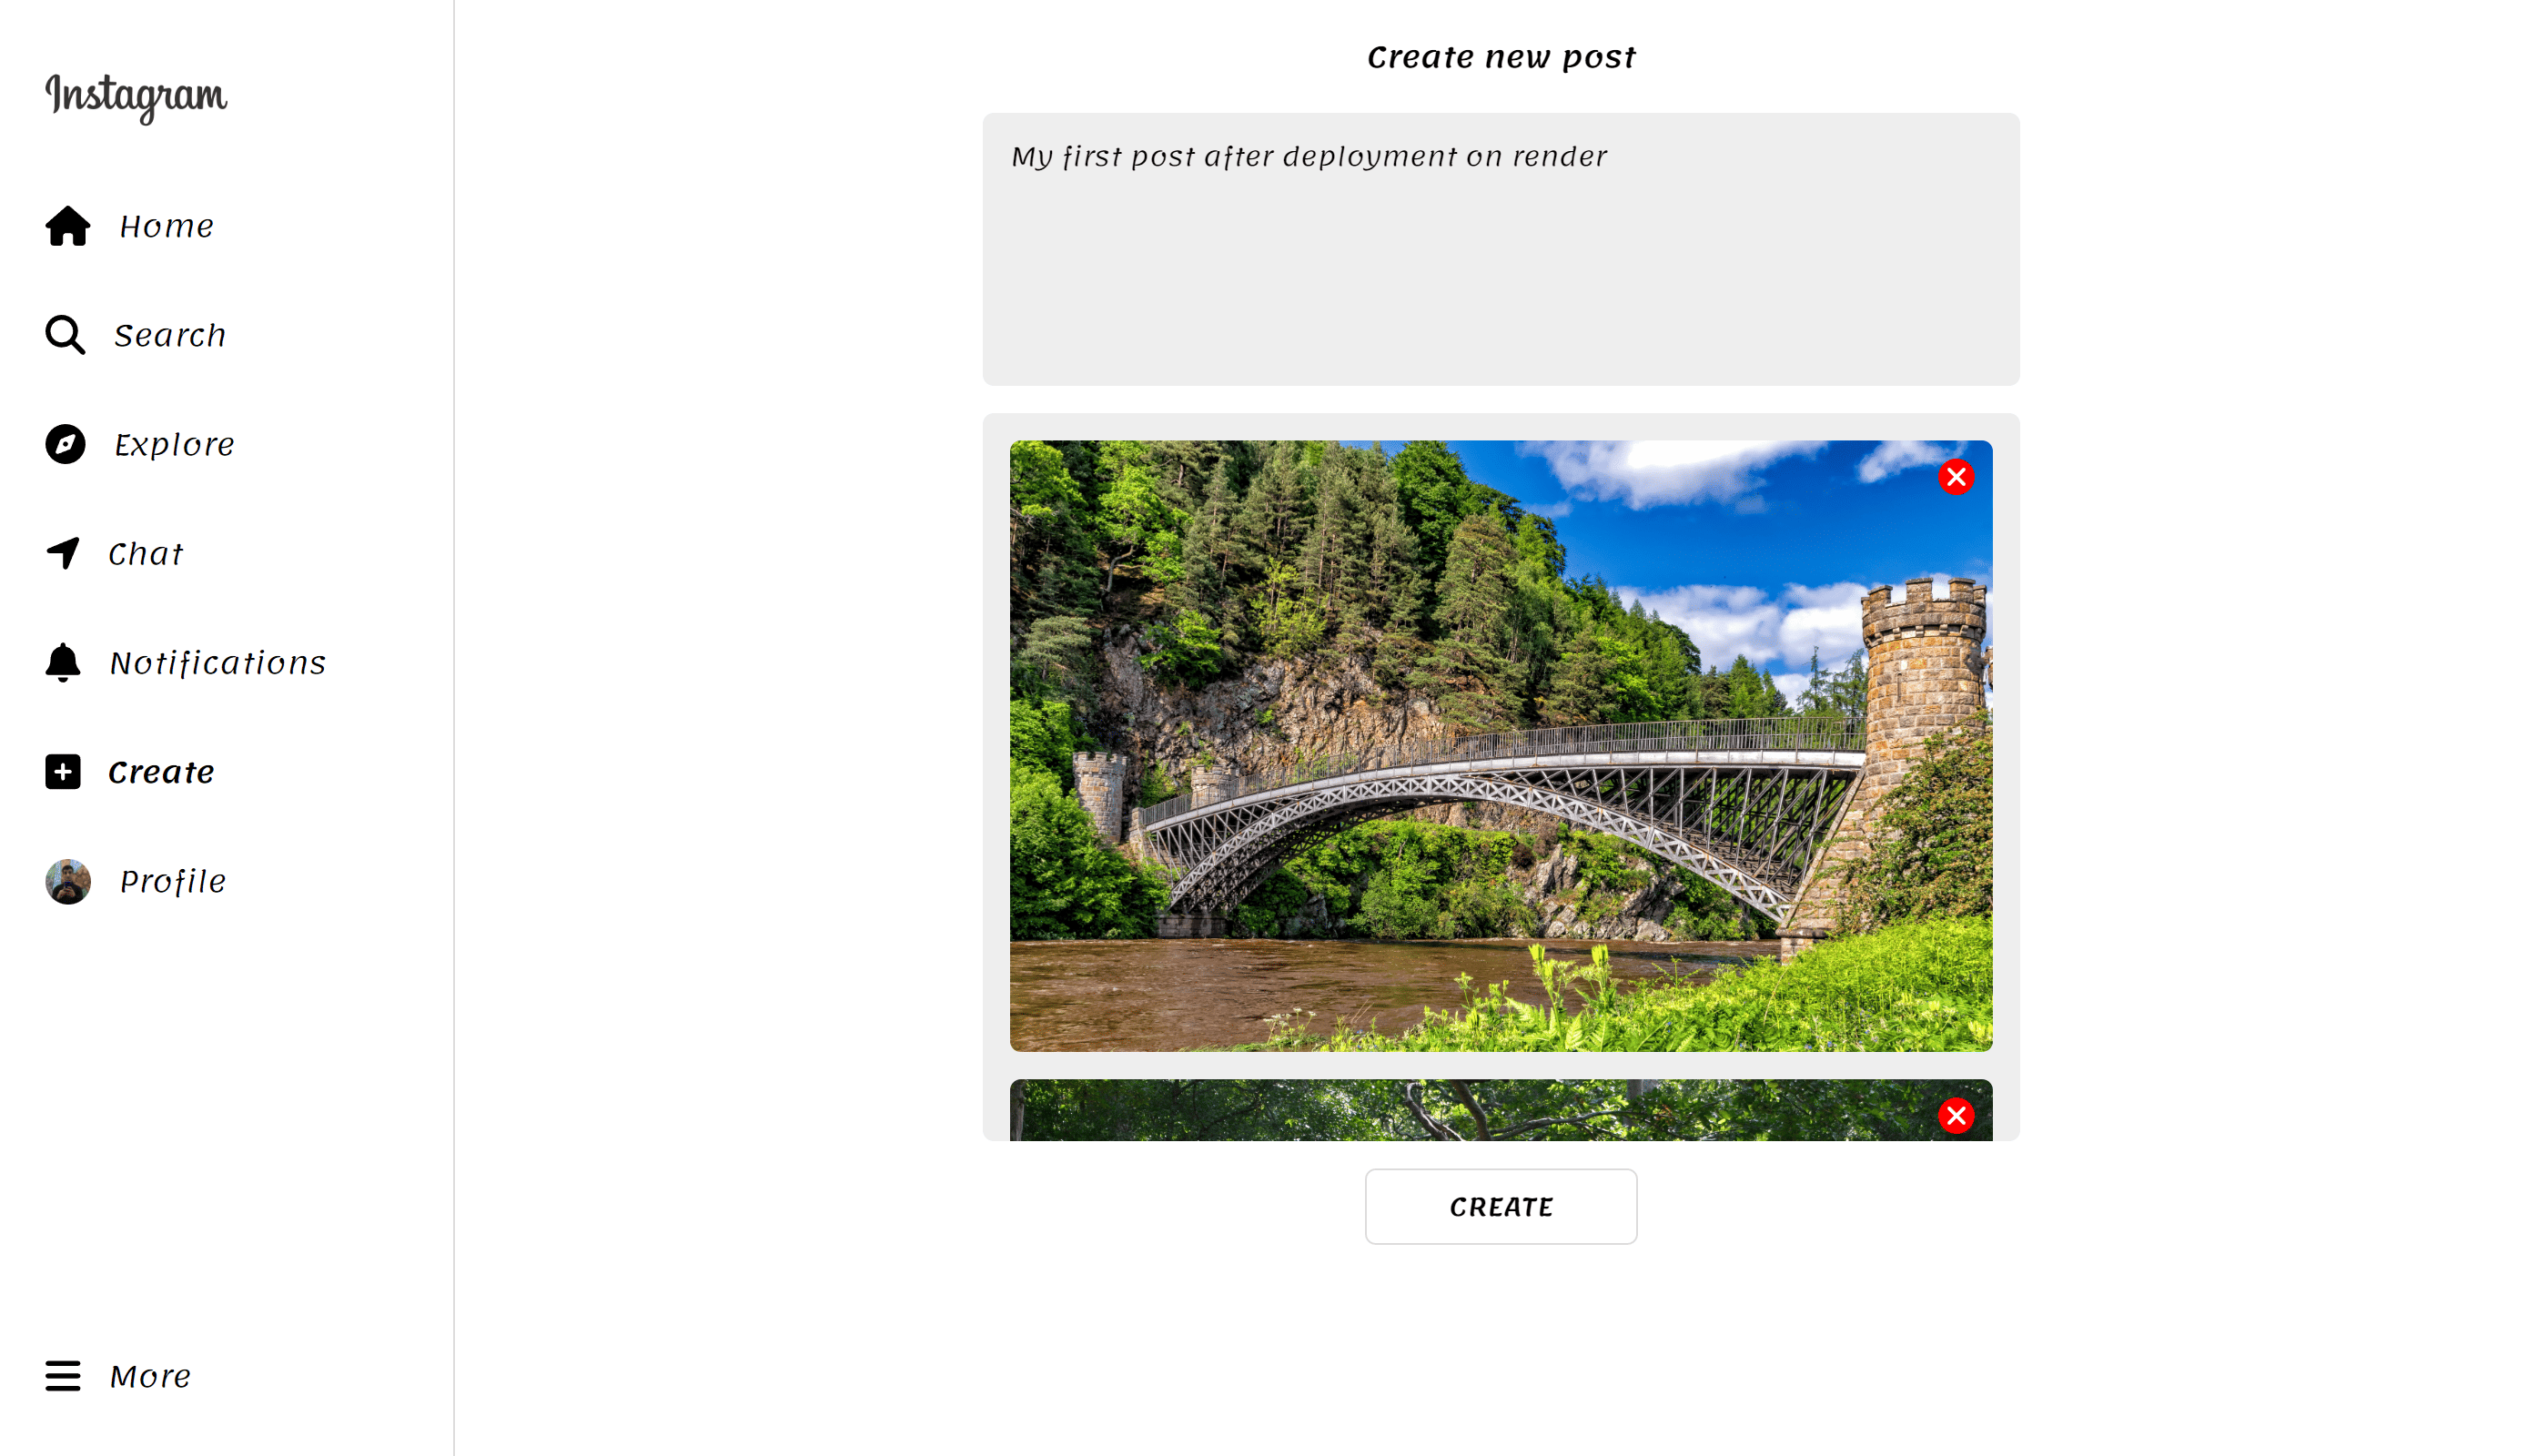 Instagram
Home
Search
Explore
Chat
Notifications
Create
Profile
More
Create new post
My first post after deployment on render
CREATE